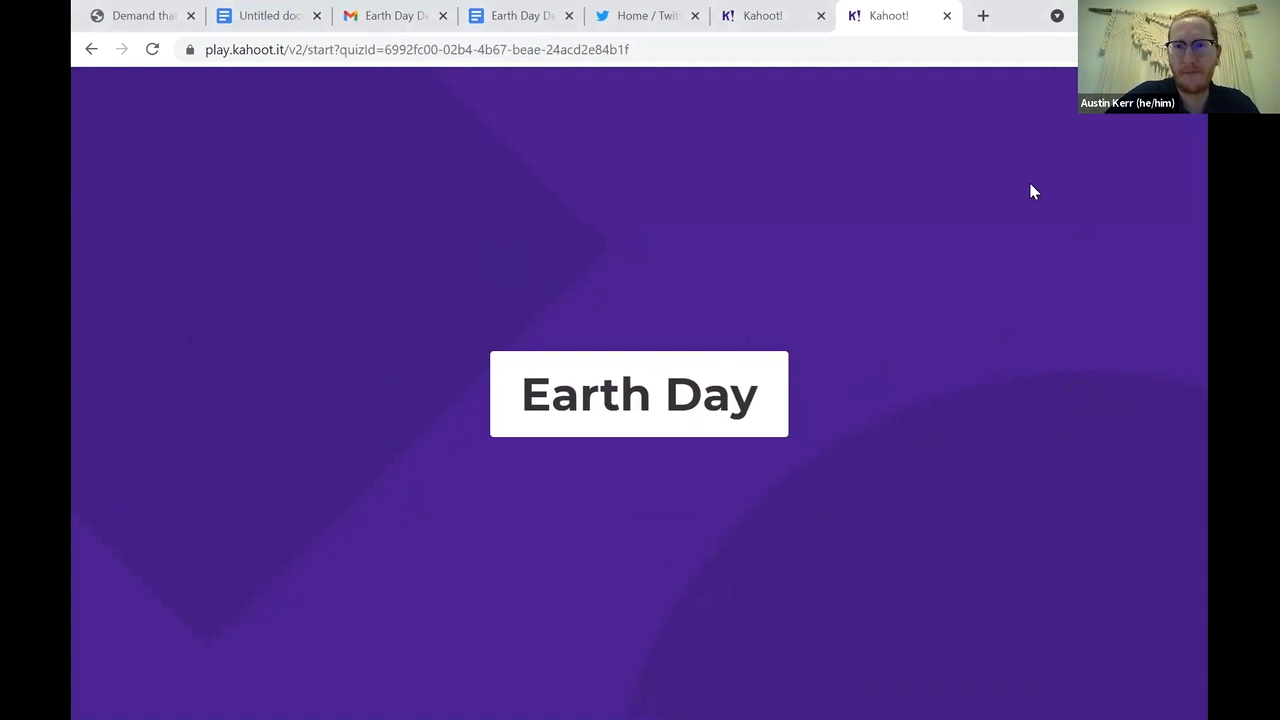 Demand tha
Untitled doc
Earth Day D
Earth Day D
Home / Twit
K! Kahoot!
K! Kahoot!
play.kahoot.it/v2/start?quizId=6992fc00-02b4-4b67-beae-24acd2e84b1f
Austin Kerr (he/him)
Earth Day